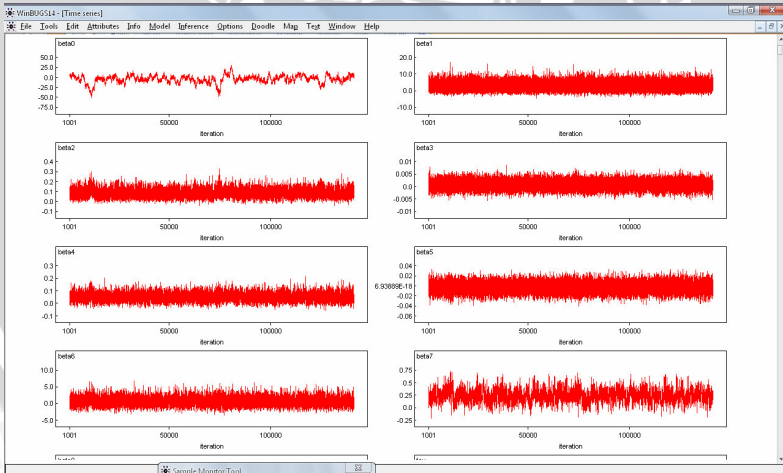 WinBUGS14 - [Time series]
File Tools Edit Attributes Info Model Inference Options Doodle Map Text Window Help
beta0
50.0
25.0
0.0
-25.0
-50.0
-75.0
1001 50000 100000
iteration
beta1
20.0
10.0
0.0
-10.0
1001 50000 100000
iteration
beta2
0.4
0.3
0.2
0.1
0.0
-0.1
1001 50000 100000
iteration
beta3
0.01
0.005
0.0
-0.005
-0.01
1001 50000 100000
iteration
beta4
0.3
0.2
0.1
0.0
-0.1
1001 50000 100000
iteration
beta5
0.04
0.02
6.93889E-18
-0.02
-0.04
-0.06
1001 50000 100000
iteration
beta6
10.0
5.0
0.0
-5.0
1001 50000 100000
iteration
beta7
0.75
0.5
0.25
0.0
-0.25
1001 50000 100000
iteration
Sample Monitor Tool